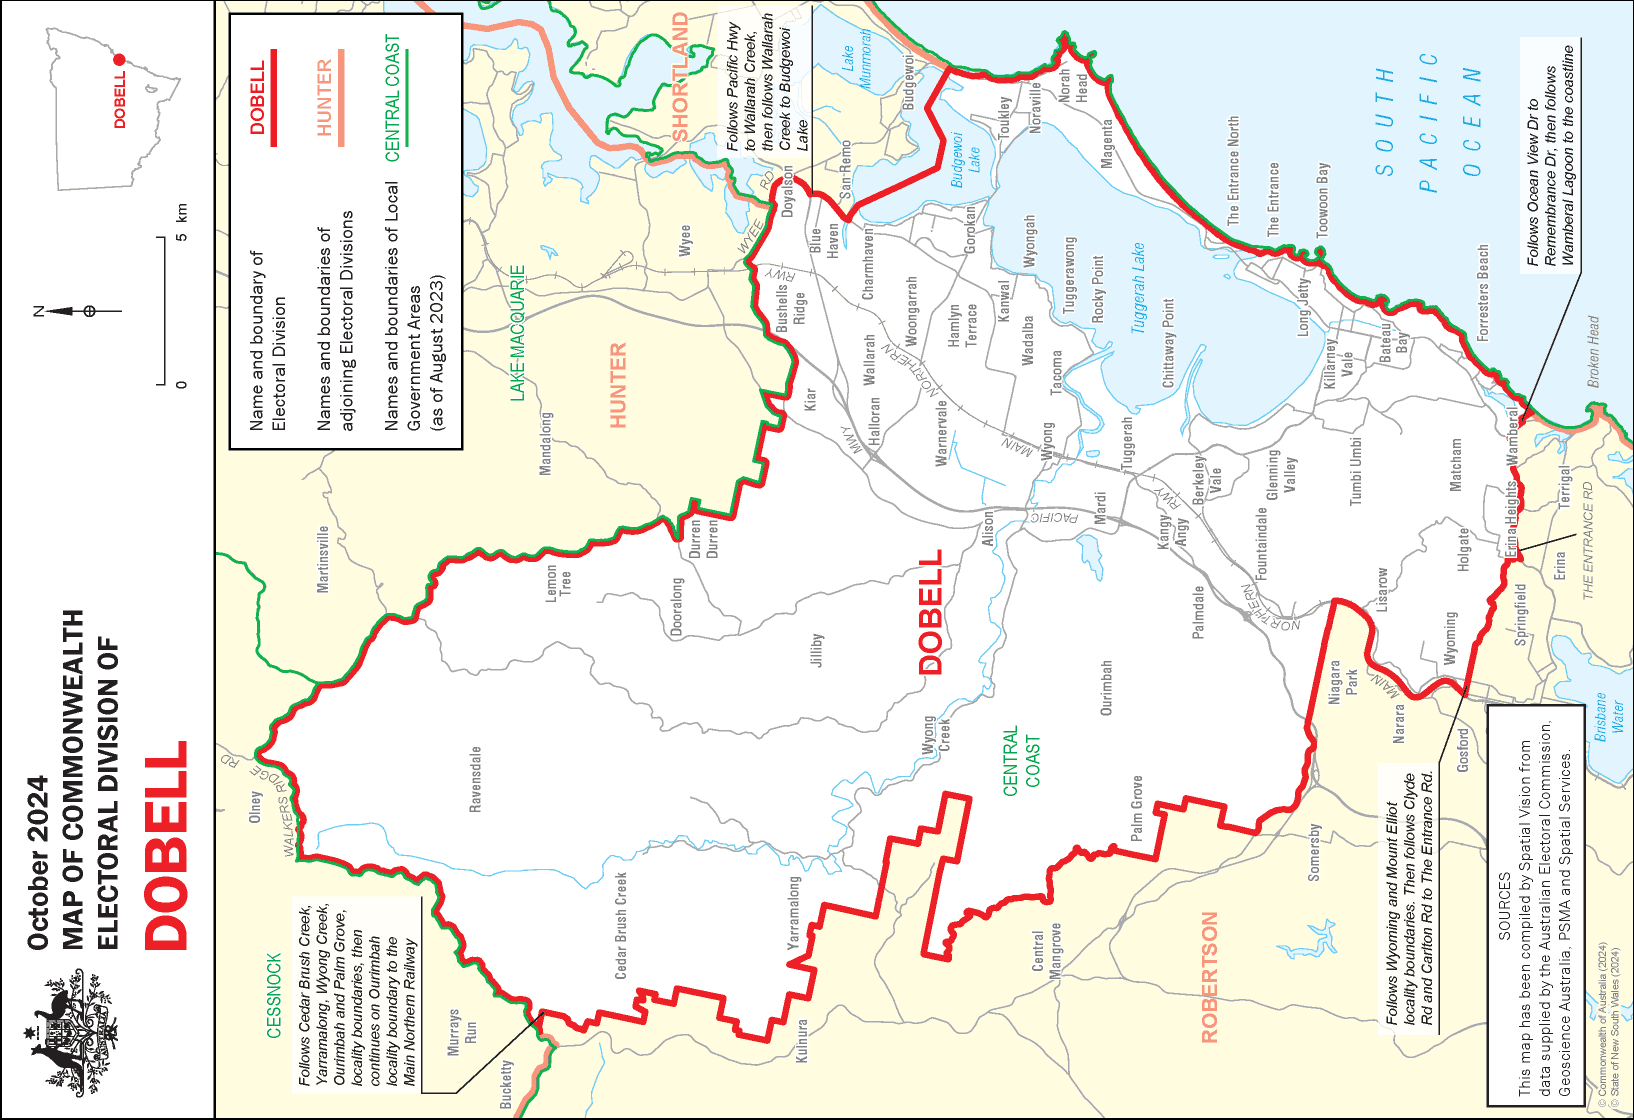 October 2024
MAP OF COMMONWEALTH
ELECTORAL DIVISION OF
DOBELL
N
0
5 km
DOBELL
Name and boundary of
Electoral Division
DOBELL
Names and boundaries of
adjoining Electoral Divisions
HUNTER
Names and boundaries of Local
Government Areas
(as of August 2023)
CENTRAL COAST
Follows Cedar Brush Creek,
Yarramalong, Wyong Creek,
Ourimbah and Palm Grove,
locality boundaries, then
continues on Ourimbah
locality boundary to the
Main Northern Railway
Follows Pacific Hwy
to Wallarah Creek,
then follows Wallarah
Creek to Budgewoi
Lake
Follows Ocean View Dr to
Remembrance Dr, then follows
Wamberal Lagoon to the coastline
Follows Wyoming and Mount Elliot
locality boundaries. Then follows Clyde
Rd and Carlton Rd to The Entrance Rd.
CESSNOCK
LAKE MACQUARIE
HUNTER
SHORTLAND
ROBERTSON
CENTRAL
COAST
DOBELL
SOUTH
PACIFIC
OCEAN
Olney
WALKERS RIDGE RD
Martinsville
Mandalong
Wyee
WYEE RD
Murrays
Run
Bucketty
Ravensdale
Lemon
Tree
Durren
Durren
Dooralong
Jilliby
Cedar Brush Creek
Yarramalong
Kulnura
Wyong
Creek
Ourimbah
Palm Grove
Central
Mangrove
Somersby
Doyalson
San Remo
Blue
Haven
Bushells
Ridge
RWY
Kiar
Charmhaven
Wallarah
Halloran
Woongarrah
Warnervale
Hamlyn
Terrace
Gorokan
Kanwal
Wadalba
Wyongah
Tuggerawong
Rocky Point
Tacoma
Wyong
NORTHERN
MAIN
MWY
PACIFIC
Alison
Mardi
Tuggerah
Chittaway Point
Tuggerah Lake
Budgewoi
Lake
Lake
Munmorah
Budgewoi
Toukley
Noraville
Norah
Head
Magenta
The Entrance North
The Entrance
Toowoon Bay
Long Jetty
Killarney
Vale
Bateau
Bay
Forresters Beach
Broken Head
Berkeley
Vale
Glenning
Valley
Tumbi Umbi
Kangy
Angy
RWY
Palmdale
Fountaindale
NORTHERN
MAIN
Lisarow
Niagara
Park
Narara
Wyoming
Gosford
Holgate
Matcham
Wamberal
Erina Heights
Terrigal
Erina
THE ENTRANCE RD
Springfield
Brisbane
Water
SOURCES
This map has been compiled by Spatial Vision from
data supplied by the Australian Electoral Commission,
Geoscience Australia, PSMA and Spatial Services.
© Commonwealth of Australia (2024)
© State of New South Wales (2024)